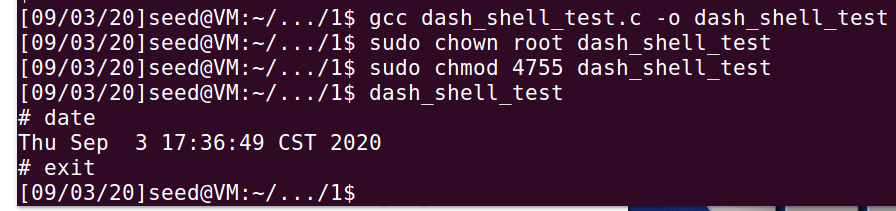 [09/03/20]seed@VM:~/.../1$ gcc dash_shell_test.c -o dash_shell_test
[09/03/20]seed@VM:~/.../1$ sudo chown root dash_shell_test
[09/03/20]seed@VM:~/.../1$ sudo chmod 4755 dash_shell_test
[09/03/20]seed@VM:~/.../1$ dash_shell_test
# date
Thu Sep  3 17:36:49 CST 2020
# exit
[09/03/20]seed@VM:~/.../1$